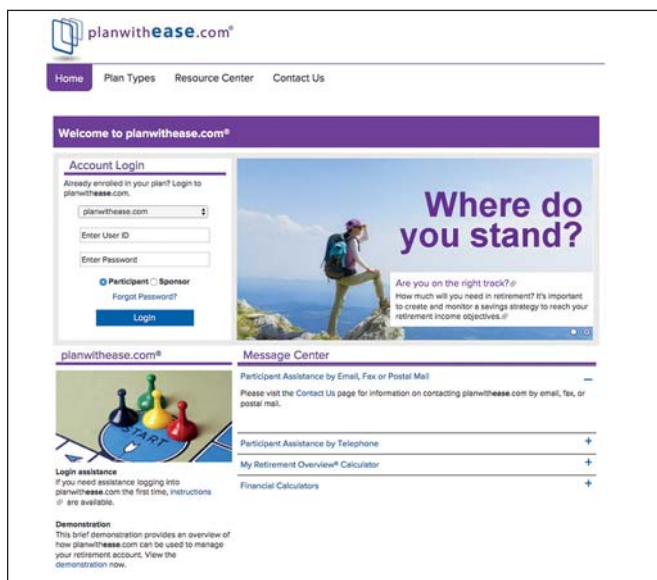 planwithease.com®
Home Plan Types Resource Center Contact Us
Welcome to planwithease.com®
Account Login
Already enrolled in your plan? Login to
planwithease.com.
planwithease.com
Enter User ID
Enter Password
Participant Sponsor
Forgot Password?
Login
Where do
you stand?
Are you on the right track?
How much will you need in retirement? It's important
to create and monitor a savings strategy to reach your
retirement income objectives.
planwithease.com®
START
Login assistance
If you need assistance logging into
planwithease.com the first time, instructions
are available.
Demonstration
This brief demonstration provides an overview of
how planwithease.com can be used to manage
your retirement account. View the
demonstration now.
Message Center
Participant Assistance by Email, Fax or Postal Mail –
Please visit the Contact Us page for information on contacting planwithease.com by email, fax, or
postal mail.
Participant Assistance by Telephone +
My Retirement Overview® Calculator +
Financial Calculators +